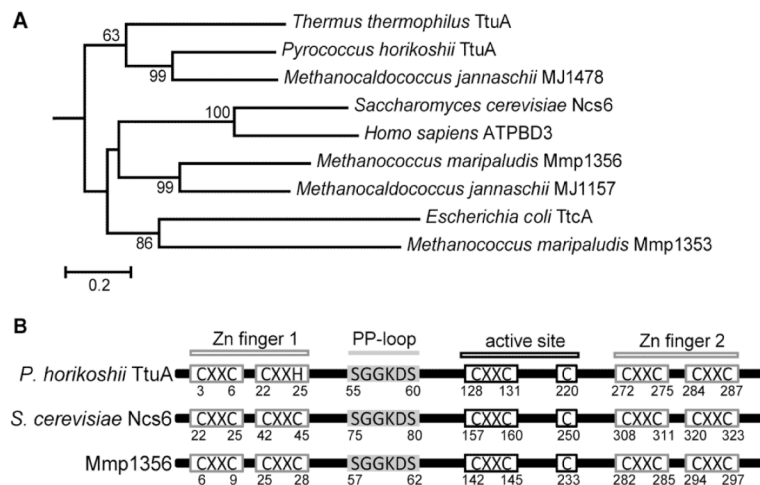 A
Thermus thermophilus TtuA
63
Pyrococcus horikoshii TtuA
99
Methanocaldococcus jannaschii MJ1478
Saccharomyces cerevisiae Ncs6
100
Homo sapiens ATPBD3
Methanococcus maripaludis Mmp1356
99
Methanocaldococcus jannaschii MJ1157
Escherichia coli TtcA
86
Methanococcus maripaludis Mmp1353
0.2
B
Zn finger 1 PP-loop active site Zn finger 2
P. horikoshii TtuA CXXC CXXH SGGKDS CXXC C CXXC CXXC
3 6 22 25 55 60 128 131 220 272 275 284 287
S. cerevisiae Ncs6 CXXC CXXC SGGKDS CXXC C CXXC CXXC
22 25 42 45 75 80 157 160 250 308 311 320 323
Mmp1356 CXXC CXXC SGGKDS CXXC C CXXC CXXC
6 9 25 28 57 62 142 145 233 282 285 294 297